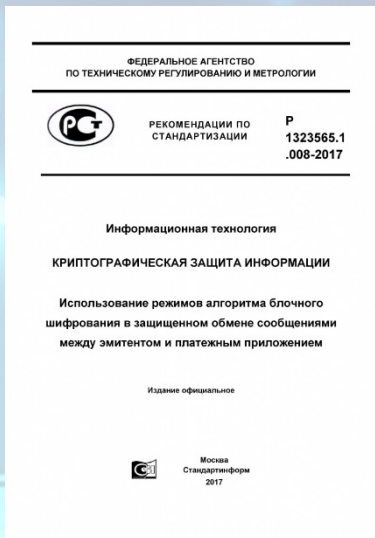 ФЕДЕРАЛЬНОЕ АГЕНТСТВО
ПО ТЕХНИЧЕСКОМУ РЕГУЛИРОВАНИЮ И МЕТРОЛОГИИ
РСТ
РЕКОМЕНДАЦИИ ПО
СТАНДАРТИЗАЦИИ
Р
1323565.1
.008-2017
Информационная технология
КРИПТОГРАФИЧЕСКАЯ ЗАЩИТА ИНФОРМАЦИИ
Использование режимов алгоритма блочного
шифрования в защищенном обмене сообщениями
между эмитентом и платежным приложением
Издание официальное
Москва
Стандартинформ
2017